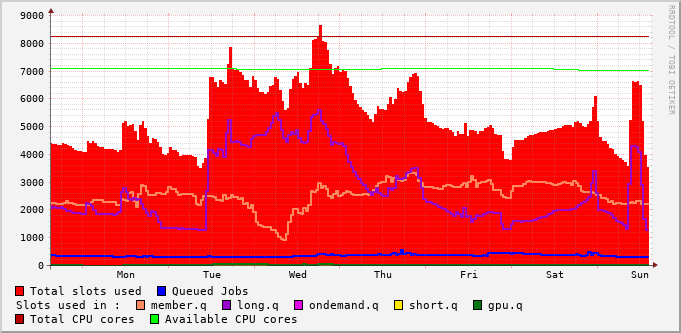 9000
8000
7000
6000
5000
4000
3000
2000
1000
0
Mon Tue Wed Thu Fri Sat Sun
RRDTOOL / TOBI OETIKER
Total slots used Queued Jobs
Slots used in : member.q long.q ondemand.q short.q gpu.q
Total CPU cores Available CPU cores